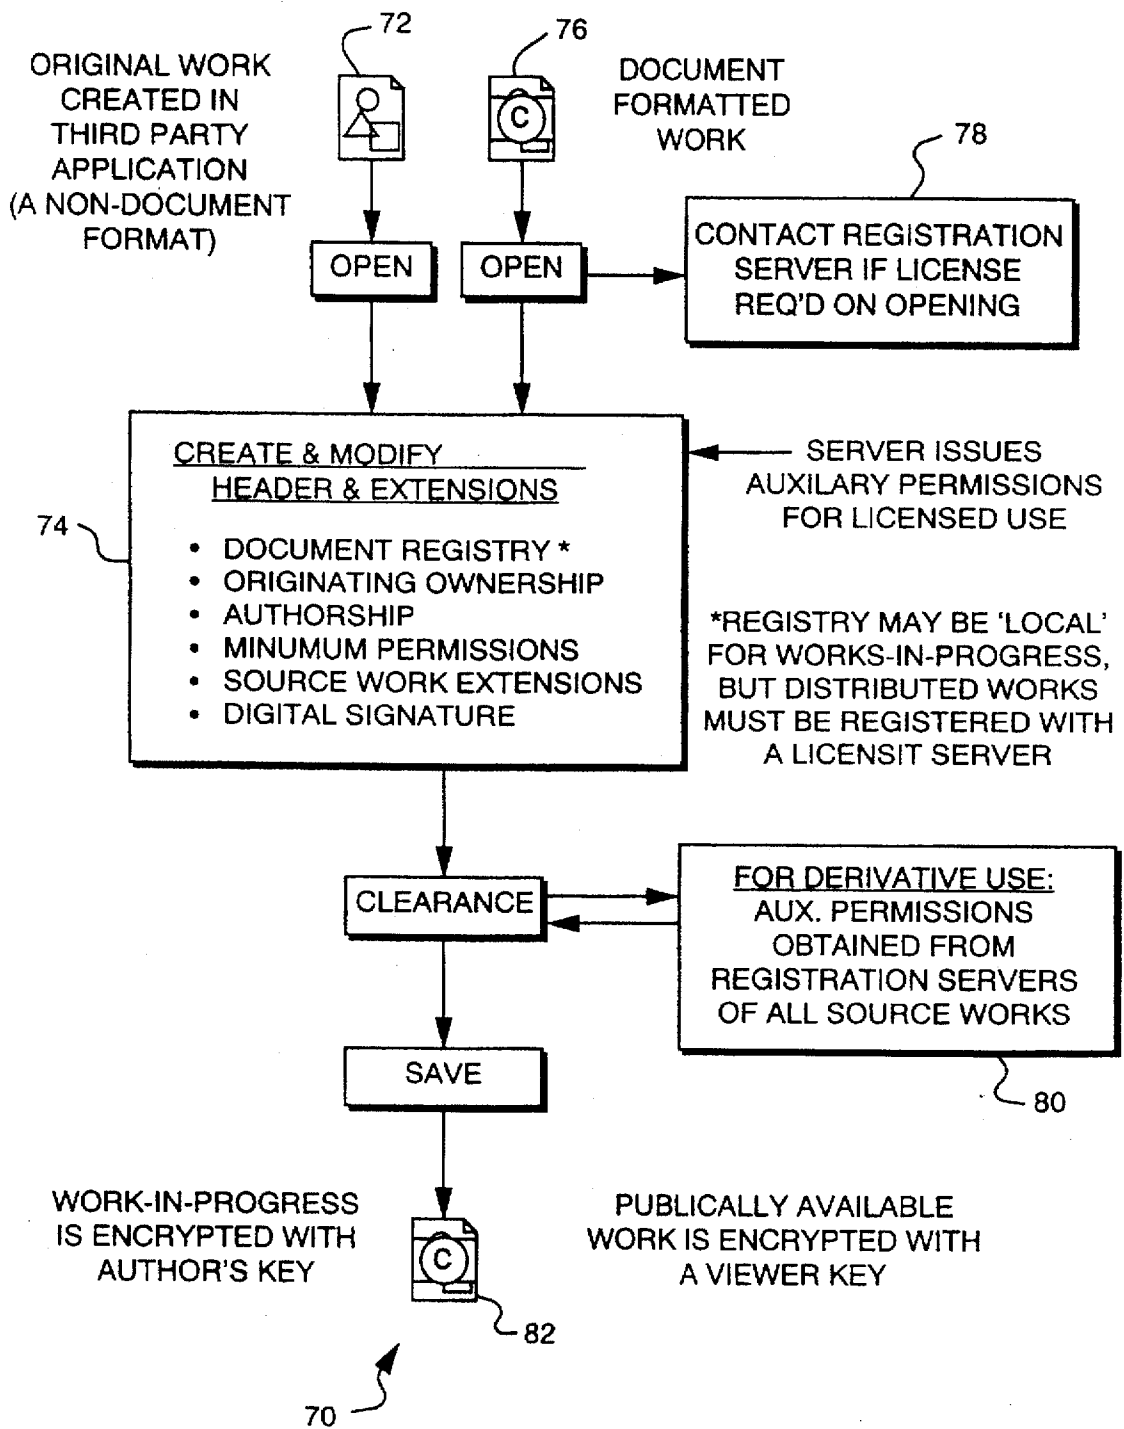 72
76
ORIGINAL WORK
CREATED IN
THIRD PARTY
APPLICATION
(A NON-DOCUMENT
FORMAT)
C
DOCUMENT
FORMATTED
WORK
78
OPEN
OPEN
CONTACT REGISTRATION
SERVER IF LICENSE
REQ'D ON OPENING
CREATE & MODIFY
HEADER & EXTENSIONS
74
• DOCUMENT REGISTRY *
• ORIGINATING OWNERSHIP
• AUTHORSHIP
• MINUMUM PERMISSIONS
• SOURCE WORK EXTENSIONS
• DIGITAL SIGNATURE
SERVER ISSUES
AUXILARY PERMISSIONS
FOR LICENSED USE
*REGISTRY MAY BE 'LOCAL'
FOR WORKS-IN-PROGRESS,
BUT DISTRIBUTED WORKS
MUST BE REGISTERED WITH
A LICENSIT SERVER
CLEARANCE
FOR DERIVATIVE USE:
AUX. PERMISSIONS
OBTAINED FROM
REGISTRATION SERVERS
OF ALL SOURCE WORKS
80
SAVE
WORK-IN-PROGRESS
IS ENCRYPTED WITH
AUTHOR'S KEY
C
PUBLICALLY AVAILABLE
WORK IS ENCRYPTED WITH
A VIEWER KEY
82
70